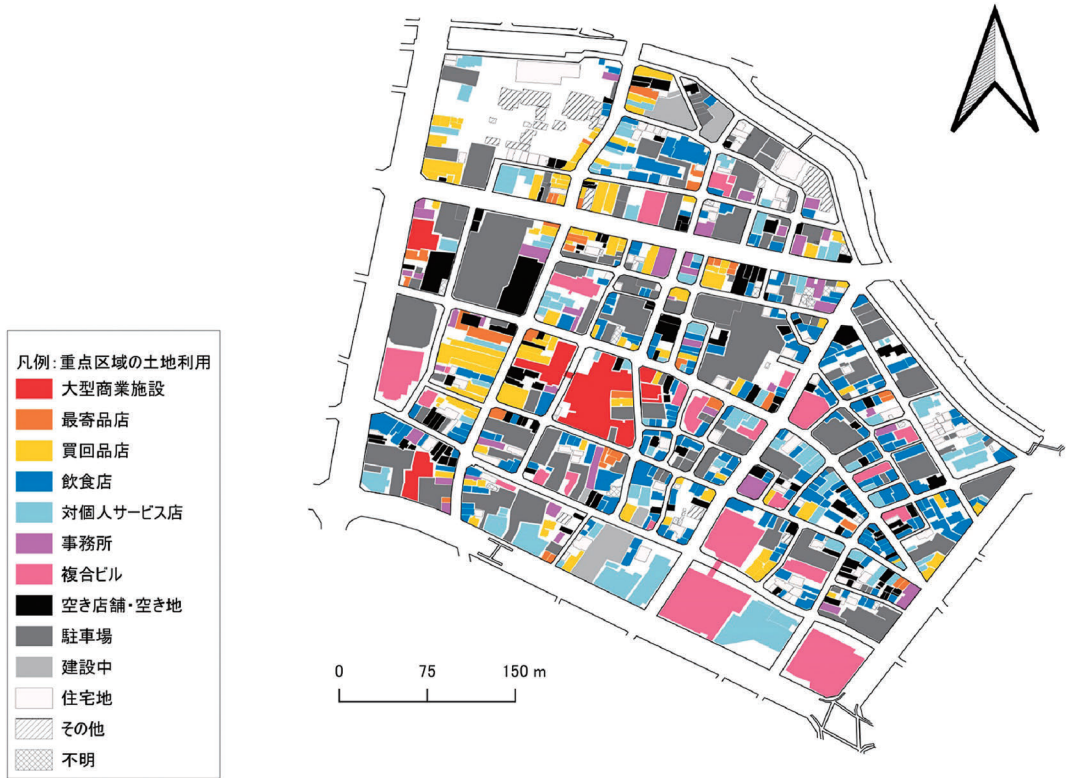 凡例:重点区域の土地利用
大型商業施設
最寄品店
買回品店
飲食店
対個人サービス店
事務所
複合ビル
空き店舗・空き地
駐車場
建設中
住宅地
その他
不明
0 75 150 m